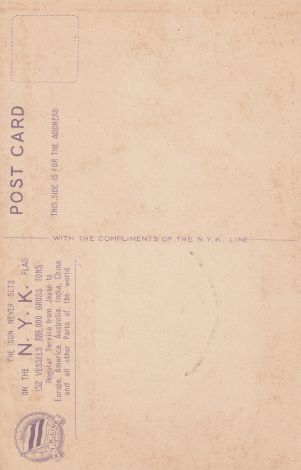 POST CARD
THIS SIDE IS FOR THE ADDRESS
WITH THE COMPLIMENTS OF THE N.Y.K. LINE
THE SUN NEVER SETS
ON THE N.Y.K. FLAG
152 VESSELS 886,000 GROSS TONS
Regular Service from Japan to
Europe, America, Australia, India, China
and all other Parts of the world.